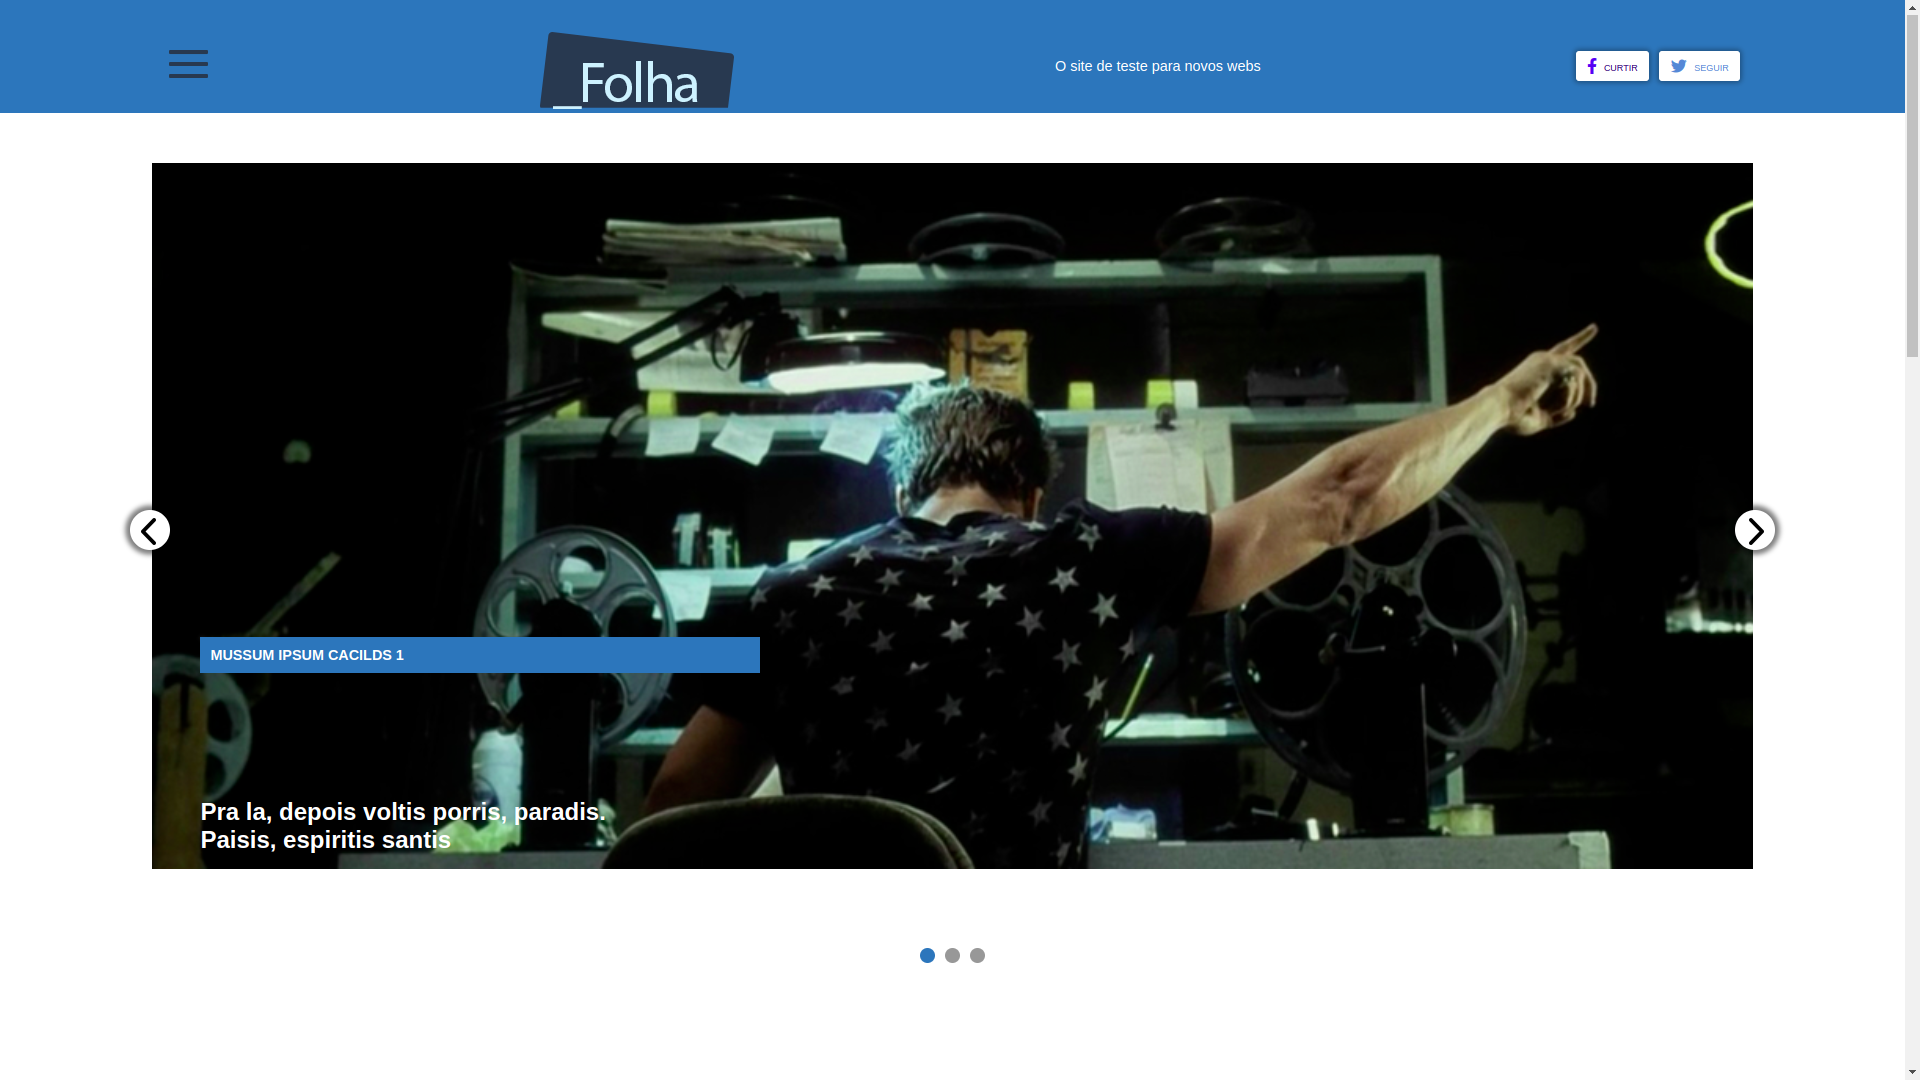 _Folha
O site de teste para novos webs
CURTIR
SEGUIR
MUSSUM IPSUM CACILDS 1
Pra la, depois voltis porris, paradis.
Paisis, espiritis santis